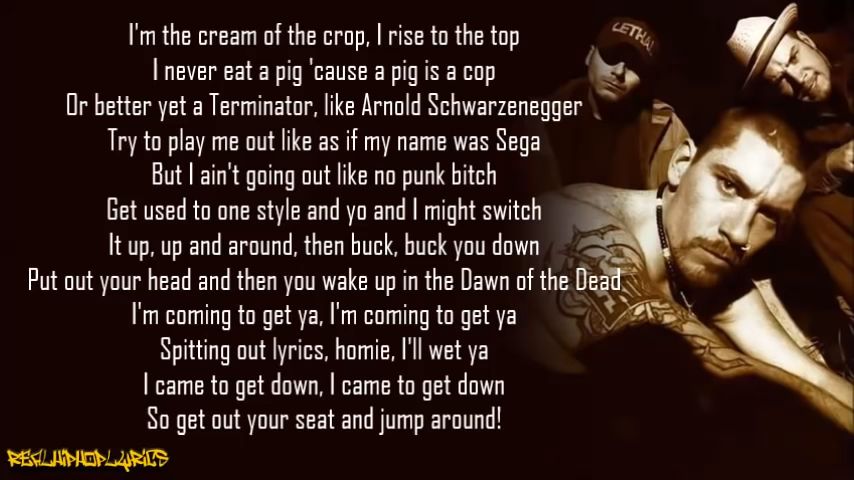 I'm the cream of the crop, I rise to the top
I never eat a pig 'cause a pig is a cop
Or better yet a Terminator, like Arnold Schwarzenegger
Try to play me out like as if my name was Sega
But I ain't going out like no punk bitch
Get used to one style and yo and I might switch
It up, up and around, then buck, buck you down
Put out your head and then you wake up in the Dawn of the Dead
I'm coming to get ya, I'm coming to get ya
Spitting out lyrics, homie, I'll wet ya
I came to get down, I came to get down
So get out your seat and jump around!
LETHAL
REALHIPHOPLYRICS